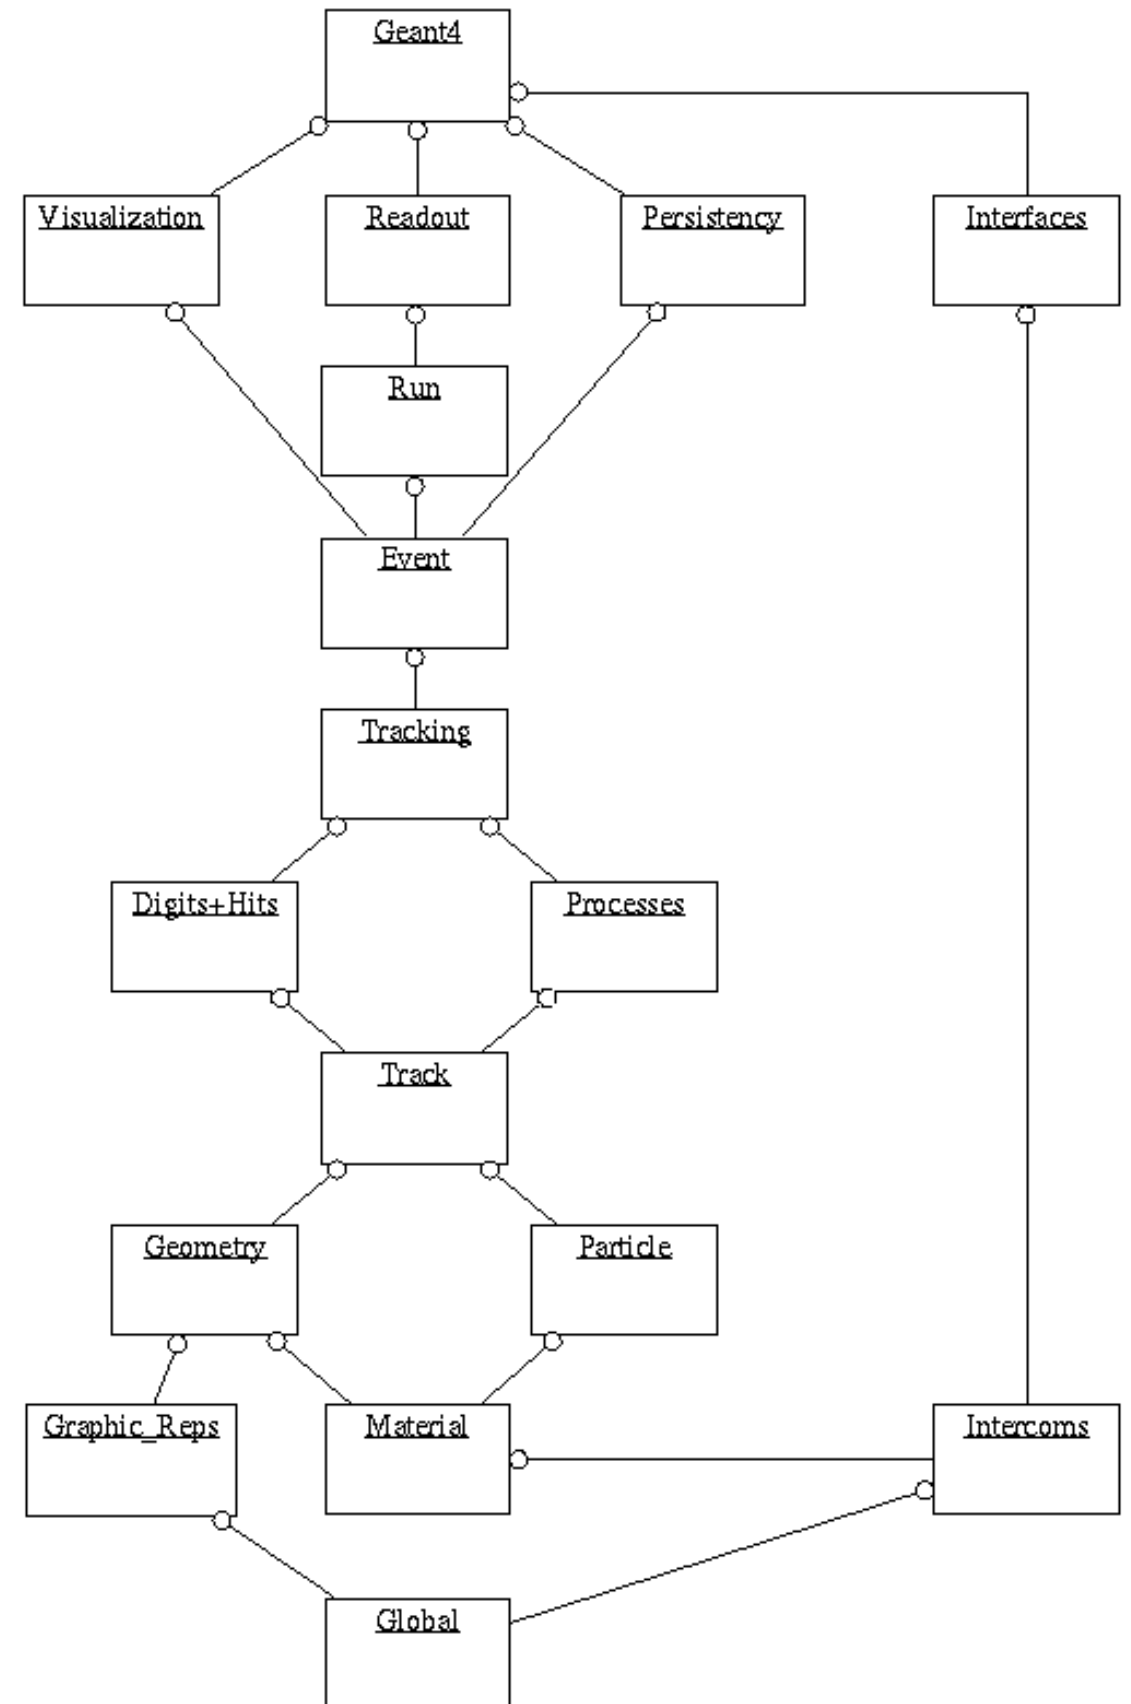 Geant4
Visualization
Readout
Persistency
Interfaces
Run
Event
Tracking
Digits+Hits
Processes
Track
Geometry
Particle
Graphic_Reps
Material
Intercoms
Global